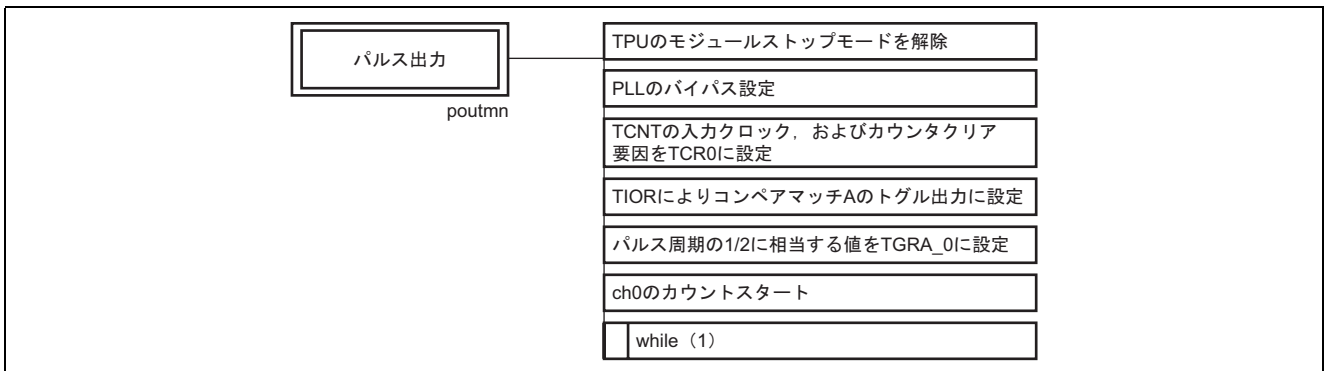 パルス出力
poutmn
TPUのモジュールストップモードを解除
PLLのバイパス設定
TCNTの入力クロック，およびカウンタクリア
要因をTCR0に設定
TIORによりコンペアマッチAのトグル出力に設定
パルス周期の1/2に相当する値をTGRA_0に設定
ch0のカウントスタート
while（1）